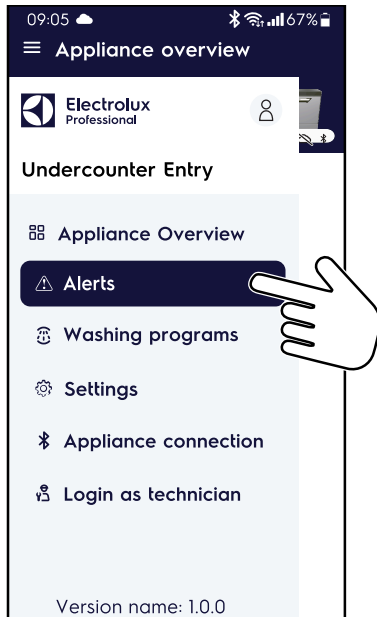 09:05 67%
Appliance overview
Electrolux
Professional
Undercounter Entry
Appliance Overview
Alerts
Washing programs
Settings
Appliance connection
Login as technician
Version name: 1.0.0